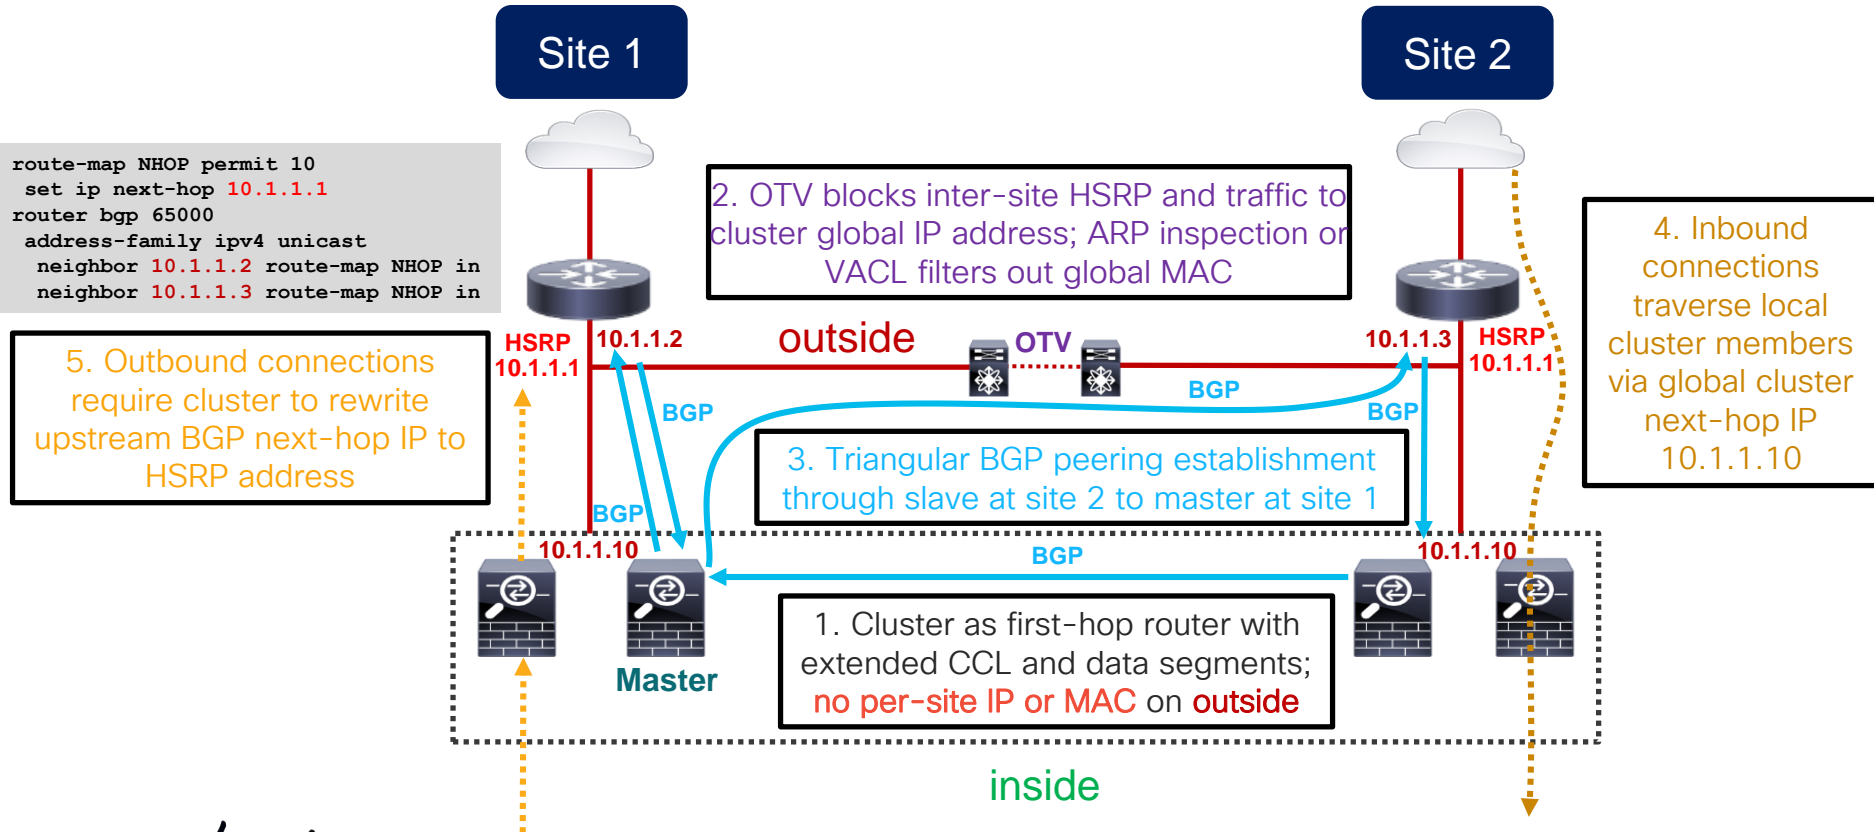 Site 1
Site 2
route-map NHOP permit 10
set ip next-hop 10.1.1.1
router bgp 65000
address-family ipv4 unicast
neighbor 10.1.1.2 route-map NHOP in
neighbor 10.1.1.3 route-map NHOP in
2. OTV blocks inter-site HSRP and traffic to
cluster global IP address; ARP inspection or
VACL filters out global MAC
4. Inbound
connections
traverse local
cluster members
via global cluster
next-hop IP
10.1.1.10
HSRP
10.1.1.1
10.1.1.2
outside
OTV
10.1.1.3
HSRP
10.1.1.1
5. Outbound connections
require cluster to rewrite
upstream BGP next-hop IP to
HSRP address
BGP
BGP
BGP
3. Triangular BGP peering establishment
through slave at site 2 to master at site 1
BGP
10.1.1.10
BGP
10.1.1.10
Master
1. Cluster as first-hop router with
extended CCL and data segments;
no per-site IP or MAC on outside
inside